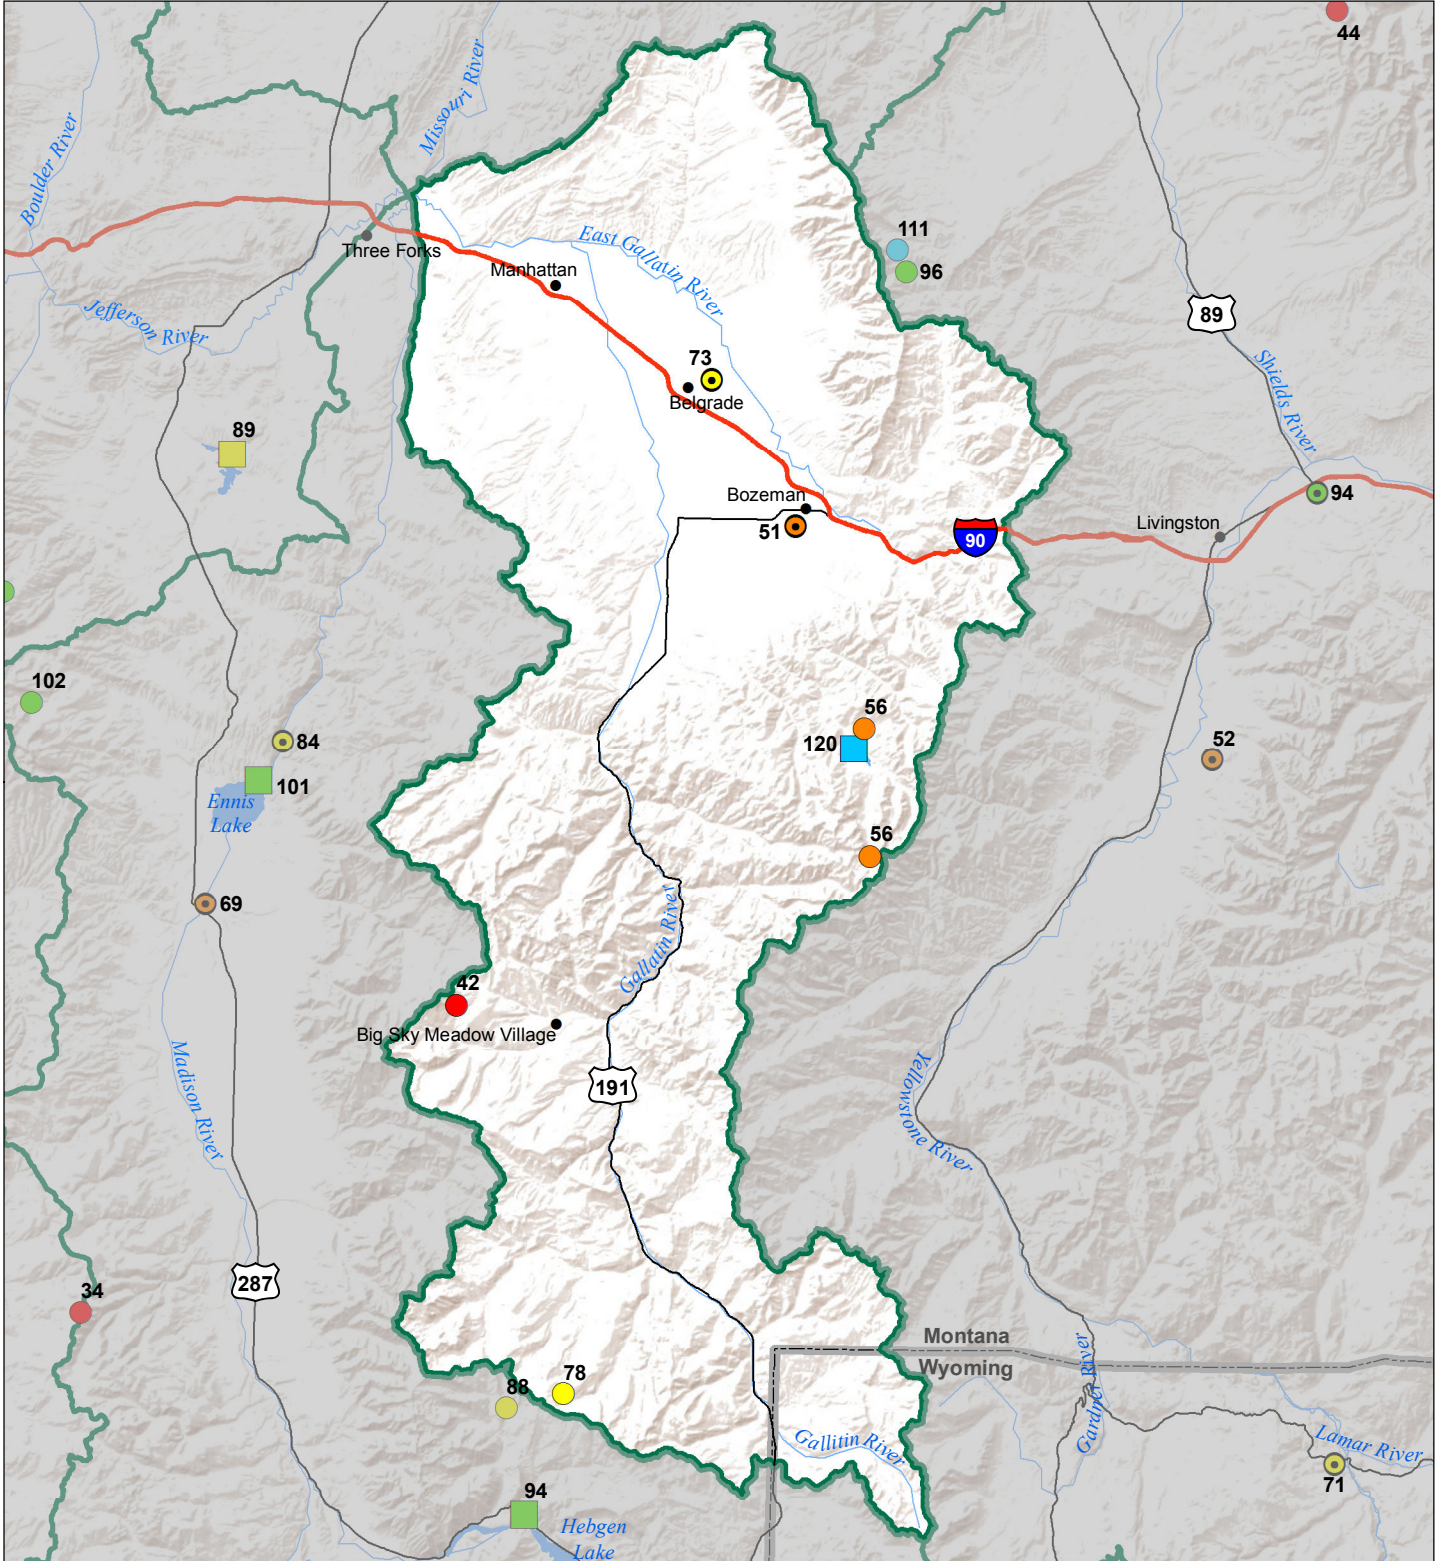 44
Missouri River
Boulder River
111
96
East Gallatin River
Three Forks
Manhattan
Jefferson River
89
Shields River
73
Belgrade
89
Bozeman
51
90
Livingston
94
102
56
120
52
84
101
Ennis
Lake
56
69
Gallatin River
42
Big Sky Meadow Village
Madison River
191
Yellowstone River
287
34
Montana
Wyoming
Gardner River
88
78
Gallitin River
Lamar River
71
94
Hebgen
Lake